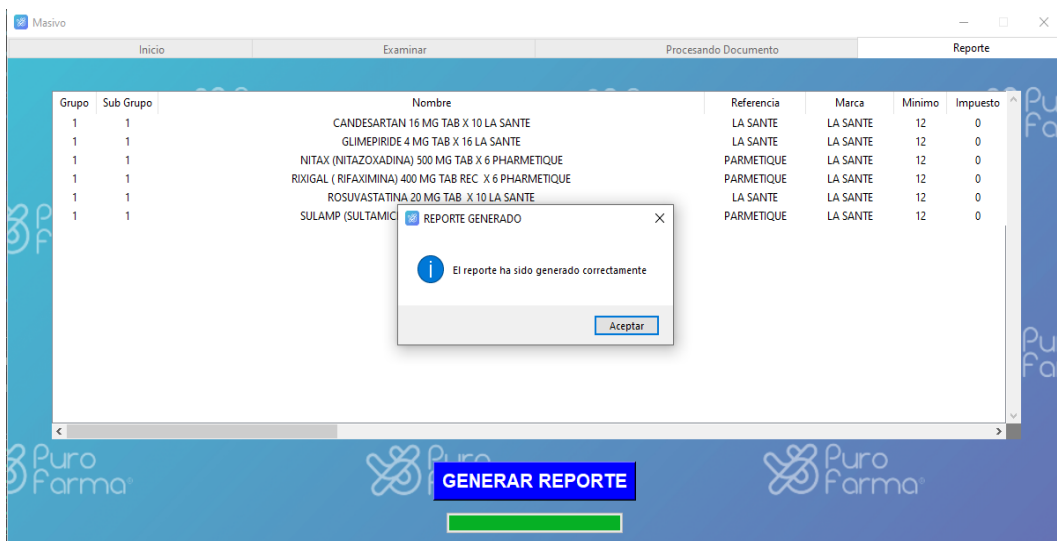 Masivo
Inicio Examinar Procesando Documento Reporte
Grupo Sub Grupo Nombre Referencia Marca Minimo Impuesto
1 1 CANDESARTAN 16 MG TAB X 10 LA SANTE LA SANTE LA SANTE 12 0
1 1 GLIMEPIRIDE 4 MG TAB X 16 LA SANTE LA SANTE LA SANTE 12 0
1 1 NITAX (NITAZOXADINA) 500 MG TAB X 6 PHARMETIQUE PARMETIQUE LA SANTE 12 0
1 1 RIXIGAL ( RIFAXIMINA) 400 MG TAB REC X 6 PHARMETIQUE PARMETIQUE LA SANTE 12 0
1 1 ROSUVASTATINA 20 MG TAB X 10 LA SANTE LA SANTE LA SANTE 12 0
1 1 SULAMP PARMETIQUE LA SANTE 12 0
REPORTE GENERADO
El reporte ha sido generado correctamente
Aceptar
Puro Farma
Puro Farma
GENERAR REPORTE